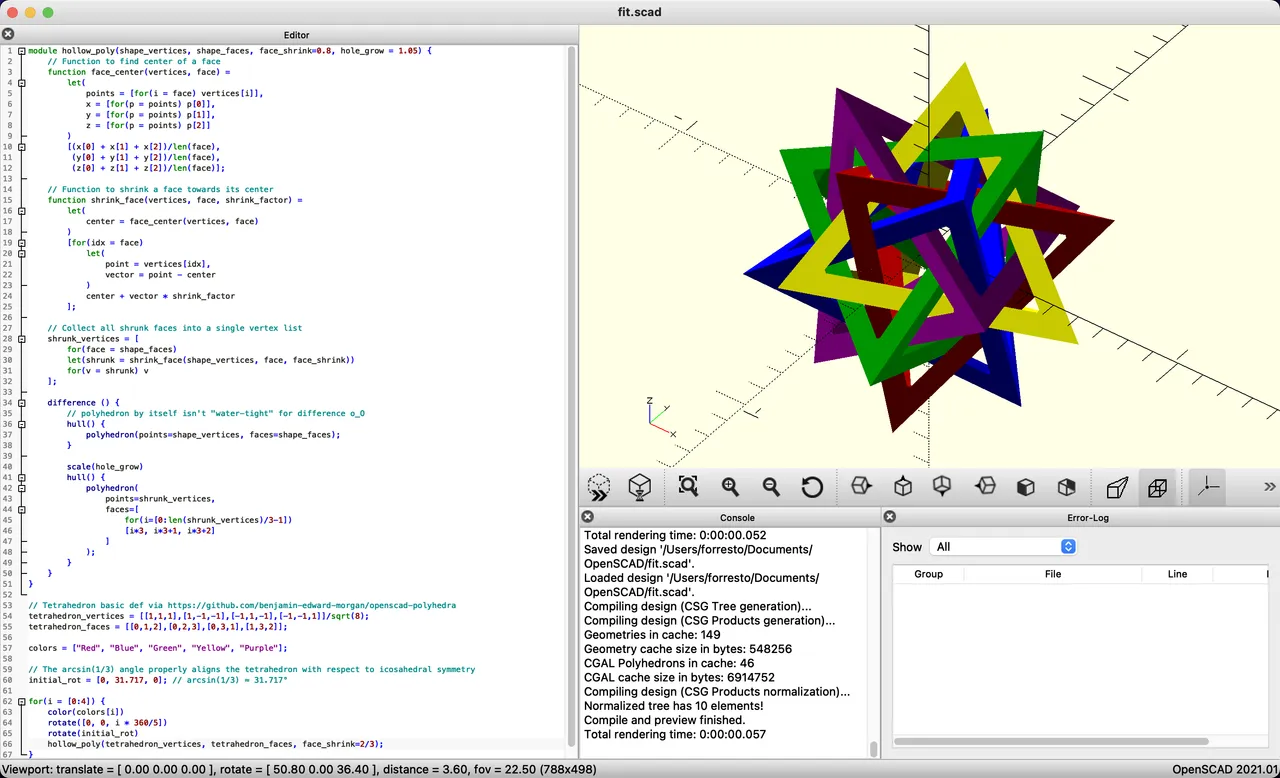 fit.scad
Editor
1 module hollow_poly(shape_vertices, shape_faces, face_shrink=0.8, hole_grow = 1.05) {
2 // Function to find center of a face
3 function face_center(vertices, face) =
4 let(
5 points = [for(i = face) vertices[i]],
6 x = [for(p = points) p[0]],
7 y = [for(p = points) p[1]],
8 z = [for(p = points) p[2]]
9 )
10 [(x[0] + x[1] + x[2])/len(face),
11 (y[0] + y[1] + y[2])/len(face),
12 (z[0] + z[1] + z[2])/len(face)];
13
14 // Function to shrink a face towards its center
15 function shrink_face(vertices, face, shrink_factor) =
16 let(
17 center = face_center(vertices, face)
18 )
19 [for(idx = face)
20 let(
21 point = vertices[idx],
22 vector = point - center
23 )
24 center + vector * shrink_factor
25 ];
26
27 // Collect all shrunk faces into a single vertex list
28 shrunk_vertices = [
29 for(face = shape_faces)
30 let(shrunk = shrink_face(shape_vertices, face, face_shrink))
31 for(v = shrunk) v
32 ];
33
34 difference () {
35 // polyhedron by itself isn't "water-tight" for difference o_O
36 hull() {
37 polyhedron(points=shape_vertices, faces=shape_faces);
38 }
39
40 scale(hole_grow)
41 hull() {
42 polyhedron(
43 points=shrunk_vertices,
44 faces=[
45 for(i=[0:len(shrunk_vertices)/3-1])
46 [i*3, i*3+1, i*3+2]
47 ]
48 );
49 }
50 }
51 }
52
53 // Tetrahedron basic def via https://github.com/benjamin-edward-morgan/openscad-polyhedra
54 tetrahedron_vertices = [[1,1,1],[1,-1,-1],[-1,1,-1],[-1,-1,1]]/sqrt(8);
55 tetrahedron_faces = [[0,1,2],[0,2,3],[0,3,1],[1,3,2]];
56
57 colors = ["Red", "Blue", "Green", "Yellow", "Purple"];
58
59 // The arcsin(1/3) angle properly aligns the tetrahedron with respect to icosahedral symmetry
60 initial_rot = [0, 31.717, 0]; // arcsin(1/3) ≈ 31.717°
61
62 for(i = [0:4]) {
63 color(colors[i])
64 rotate([0, 0, i * 360/5])
65 rotate(initial_rot)
66 hollow_poly(tetrahedron_vertices, tetrahedron_faces, face_shrink=2/3);
67 }
z
y
x
Console
Total rendering time: 0:00:00.052
Saved design '/Users/forresto/Documents/
OpenSCAD/fit.scad'.
Loaded design '/Users/forresto/Documents/
OpenSCAD/fit.scad'.
Compiling design (CSG Tree generation)...
Compiling design (CSG Products generation)...
Geometries in cache: 149
Geometry cache size in bytes: 548256
CGAL Polyhedrons in cache: 46
CGAL cache size in bytes: 6914752
Compiling design (CSG Products normalization)...
Normalized tree has 10 elements!
Compile and preview finished.
Total rendering time: 0:00:00.057
Error-Log
Show All
Group File Line
Viewport: translate = [ 0.00 0.00 0.00 ], rotate = [ 50.80 0.00 36.40 ], distance = 3.60, fov = 22.50 (788x498)
OpenSCAD 2021.01